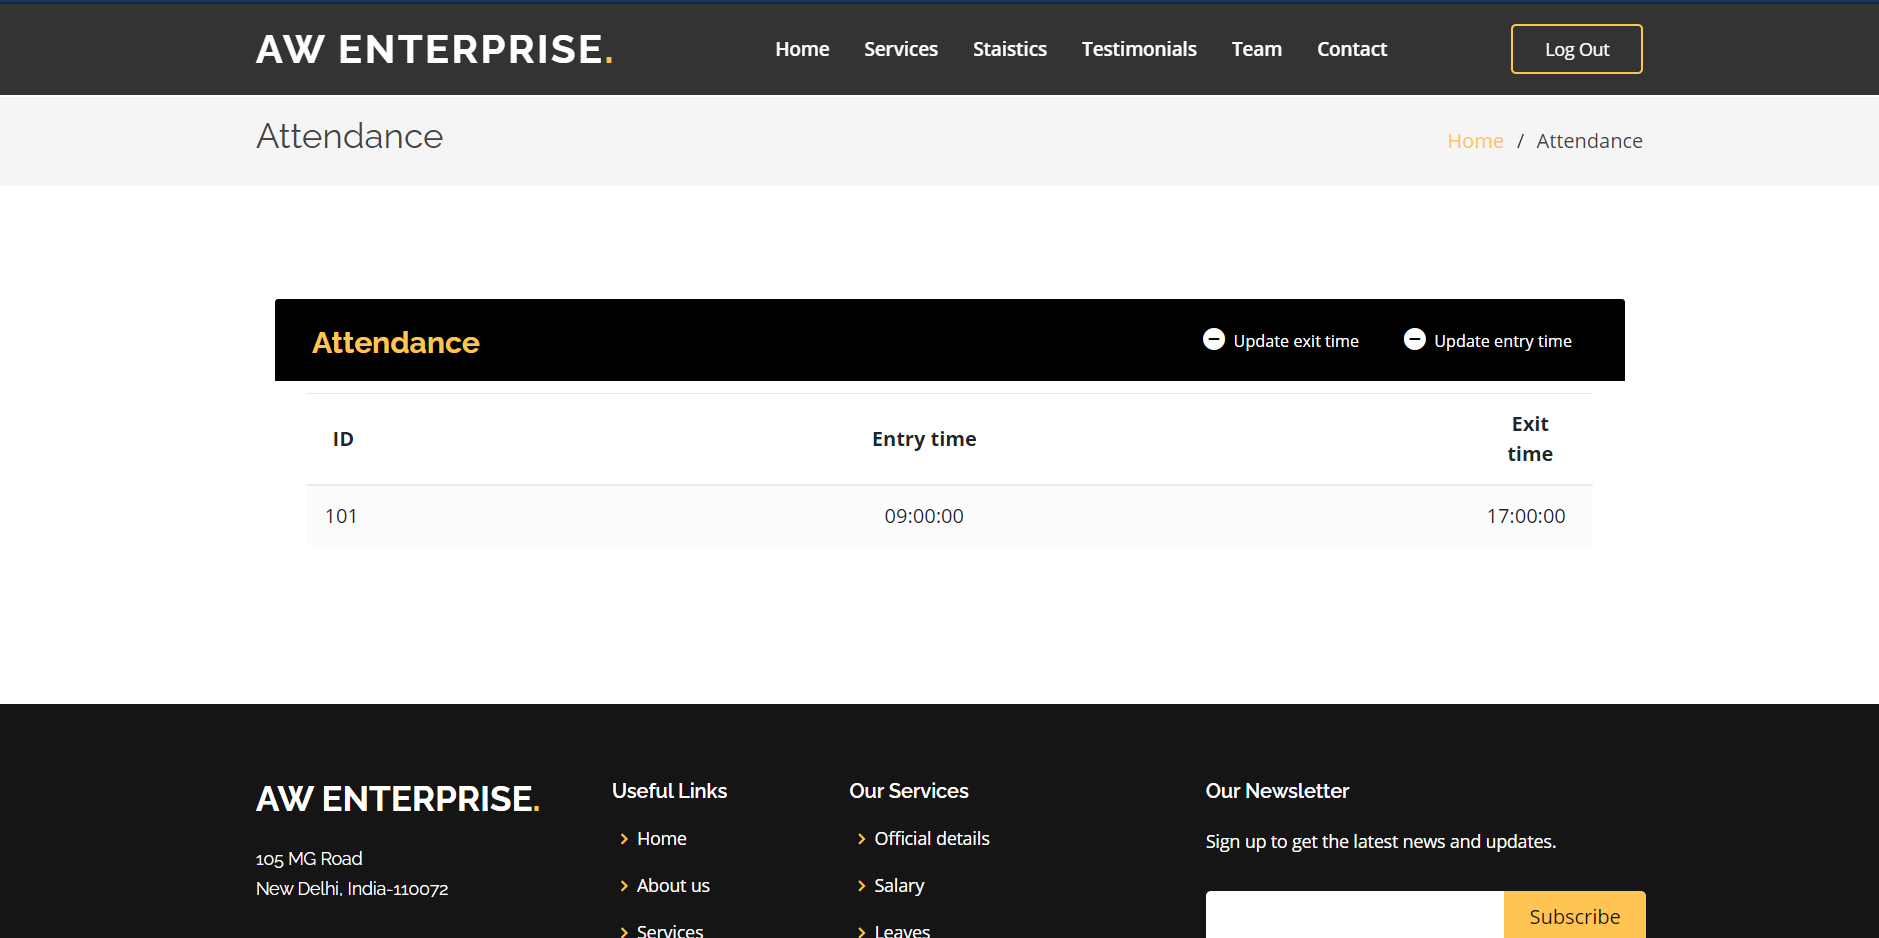 AW ENTERPRISE.
Home Services Staistics Testimonials Team Contact Log Out
Attendance
Home / Attendance
Attendance
Update exit time Update entry time
ID Entry time Exit time
101 09:00:00 17:00:00
AW ENTERPRISE.
105 MG Road
New Delhi, India-110072
Useful Links
Home
About us
Services
Our Services
Official details
Salary
Leaves
Our Newsletter
Sign up to get the latest news and updates.
Subscribe